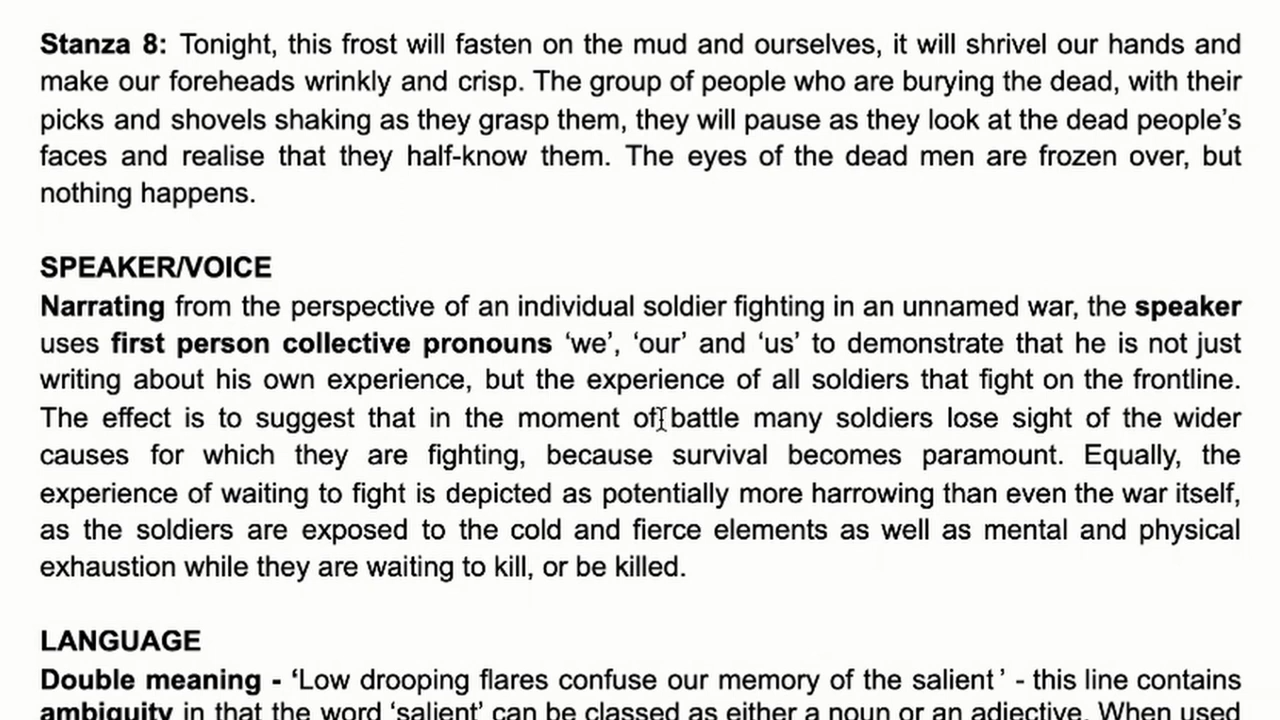 Stanza 8: Tonight, this frost will fasten on the mud and ourselves, it will shrivel our hands and
make our foreheads wrinkly and crisp. The group of people who are burying the dead, with their
picks and shovels shaking as they grasp them, they will pause as they look at the dead people’s
faces and realise that they half-know them. The eyes of the dead men are frozen over, but
nothing happens.
SPEAKER/VOICE
Narrating from the perspective of an individual soldier fighting in an unnamed war, the speaker
uses first person collective pronouns ‘we’, ‘our’ and ‘us’ to demonstrate that he is not just
writing about his own experience, but the experience of all soldiers that fight on the frontline.
The effect is to suggest that in the moment of battle many soldiers lose sight of the wider
causes for which they are fighting, because survival becomes paramount. Equally, the
experience of waiting to fight is depicted as potentially more harrowing than even the war itself,
as the soldiers are exposed to the cold and fierce elements as well as mental and physical
exhaustion while they are waiting to kill, or be killed.
LANGUAGE
Double meaning - ‘Low drooping flares confuse our memory of the salient’ - this line contains
ambiguity in that the word ‘salient’ can be classed as either a noun or an adjective. When used